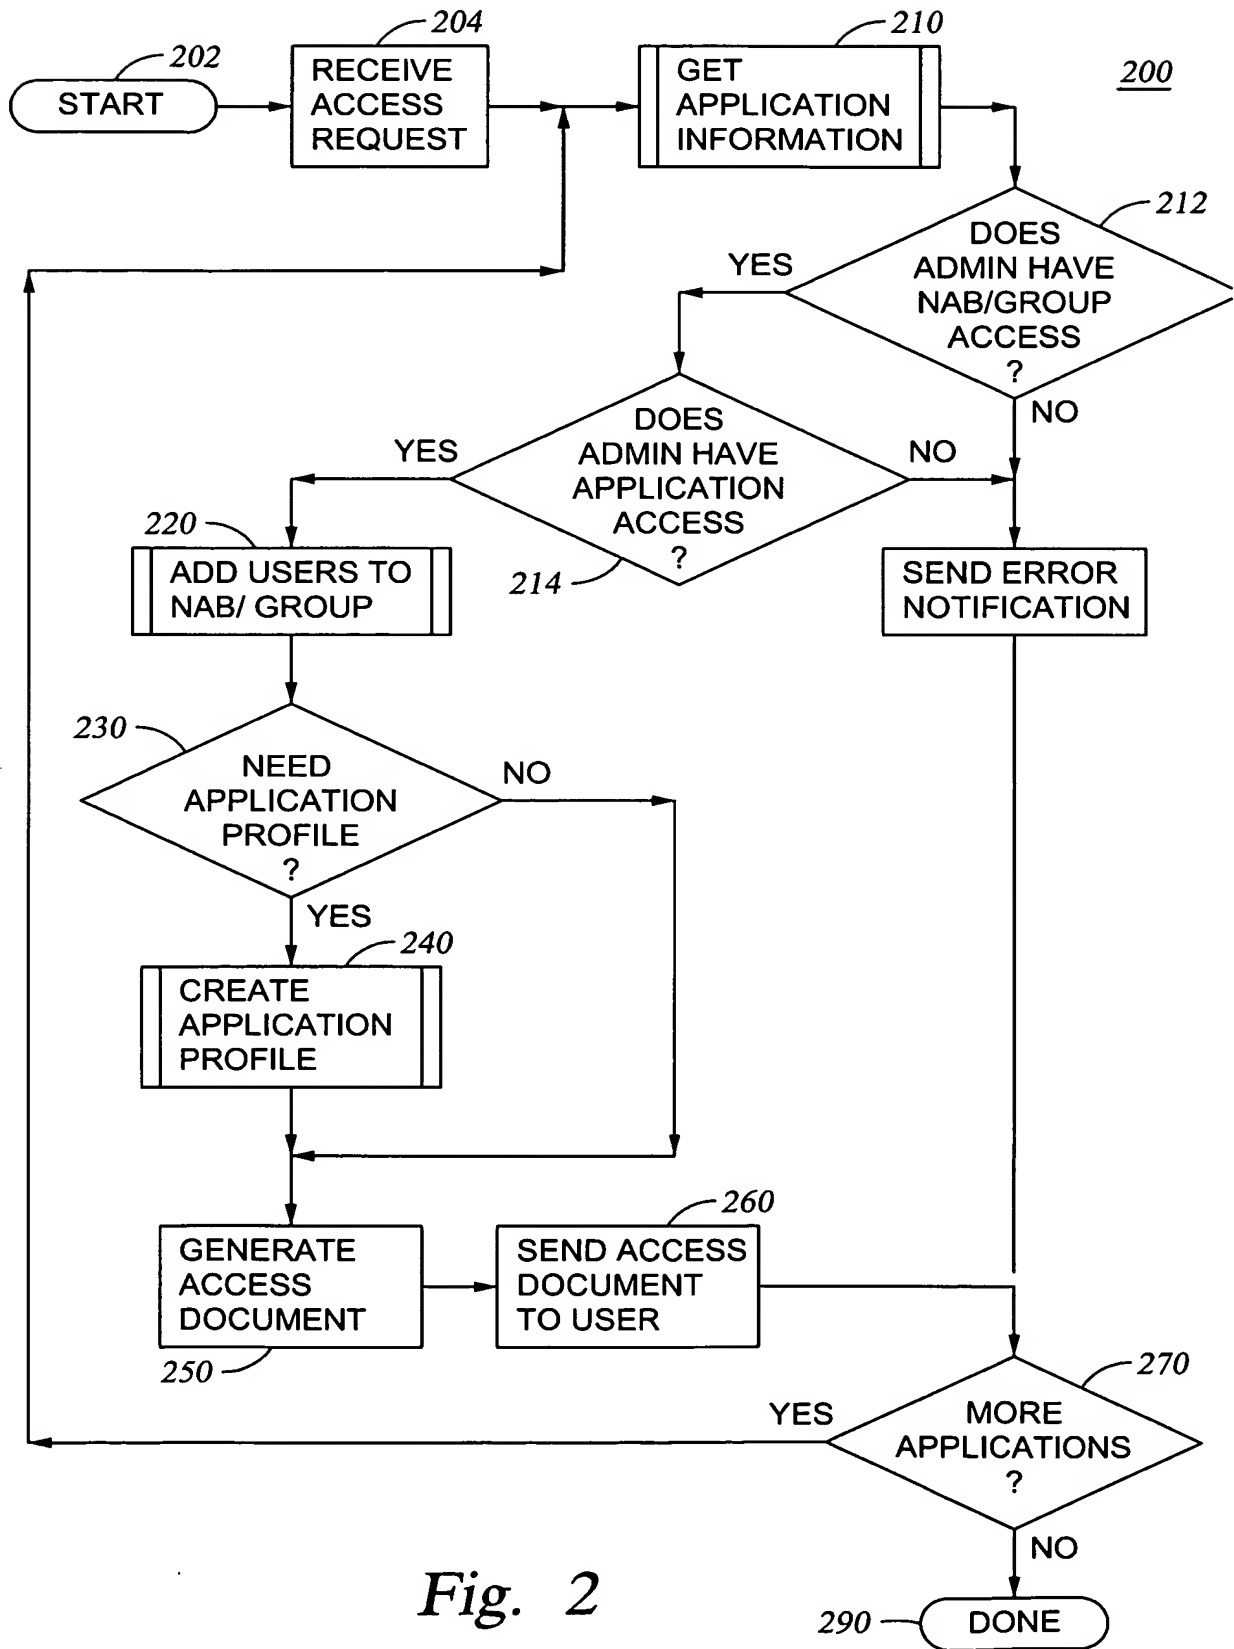 202
START
204
RECEIVE
ACCESS
REQUEST
210
GET
APPLICATION
INFORMATION
200
212
DOES
ADMIN HAVE
NAB/GROUP
ACCESS
?
YES
NO
DOES
ADMIN HAVE
APPLICATION
ACCESS
?
YES
NO
214
220
ADD USERS TO
NAB/ GROUP
SEND ERROR
NOTIFICATION
230
NEED
APPLICATION
PROFILE
?
NO
YES
240
CREATE
APPLICATION
PROFILE
GENERATE
ACCESS
DOCUMENT
250
260
SEND ACCESS
DOCUMENT
TO USER
270
MORE
APPLICATIONS
?
YES
NO
290
DONE
Fig. 2